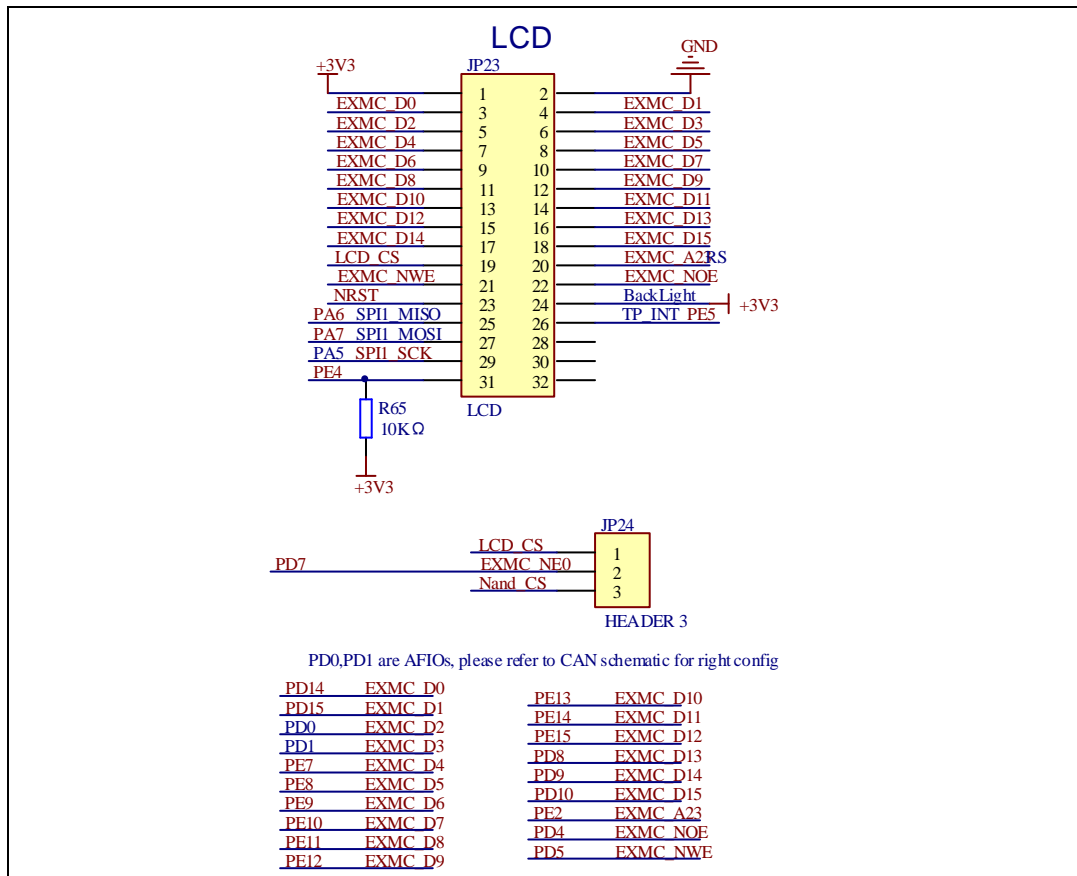 LCD
+3V3 JP23 GND
1 2
EXMC_D0 3 4 EXMC_D1
EXMC_D2 5 6 EXMC_D3
EXMC_D4 7 8 EXMC_D5
EXMC_D6 9 10 EXMC_D7
EXMC_D8 11 12 EXMC_D9
EXMC_D10 13 14 EXMC_D11
EXMC_D12 15 16 EXMC_D13
EXMC_D14 17 18 EXMC_D15
LCD_CS 19 20 EXMC_A23 RS
EXMC_NWE 21 22 EXMC_NOE
NRST 23 24 BackLight +3V3
PA6 SPI1_MISO 25 26 TP_INT PE5
PA7 SPI1_MOSI 27 28
PA5 SPI1_SCK 29 30
PE4 31 32
LCD
R65
10KΩ
+3V3
JP24
LCD_CS 1
PD7 EXMC_NE0 2
Nand_CS 3
HEADER 3
PD0,PD1 are AFIOs, please refer to CAN schematic for right config
PD14 EXMC_D0
PD15 EXMC_D1
PD0 EXMC_D2
PD1 EXMC_D3
PE7 EXMC_D4
PE8 EXMC_D5
PE9 EXMC_D6
PE10 EXMC_D7
PE11 EXMC_D8
PE12 EXMC_D9
PE13 EXMC_D10
PE14 EXMC_D11
PE15 EXMC_D12
PD8 EXMC_D13
PD9 EXMC_D14
PD10 EXMC_D15
PE2 EXMC_A23
PD4 EXMC_NOE
PD5 EXMC_NWE